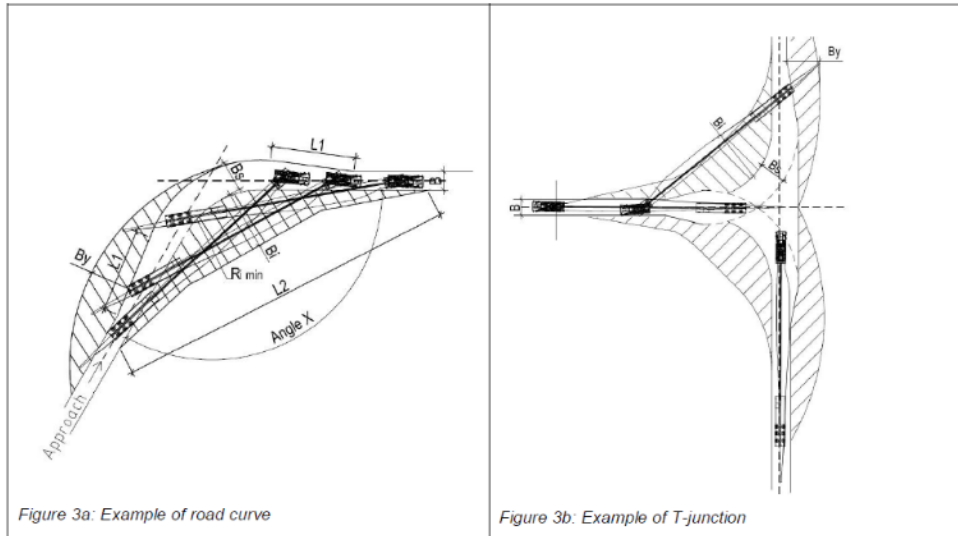 L1
Bs
B
By
L1
Bi
Ri min
L2
Angle X
Approach
Figure 3a: Example of road curve
By
Bi
Bs
B
Figure 3b: Example of T-junction